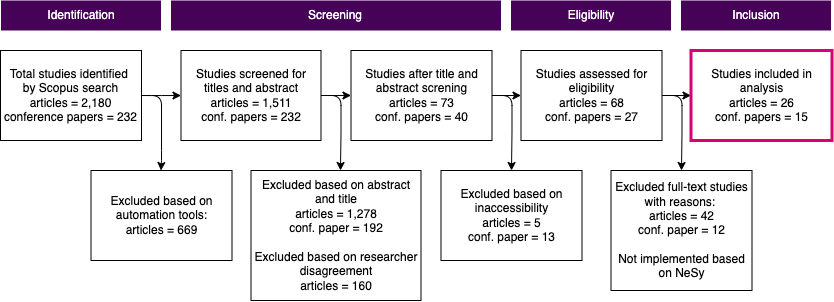 Identification
Screening
Eligibility
Inclusion
Total studies identified
by Scopus search
articles = 2,180
conference papers = 232
Studies screened for
titles and abstract
articles = 1,511
conf. papers = 232
Studies after title and
abstract screning
articles = 73
conf. papers = 40
Studies assessed for
eligibility
articles = 68
conf. papers = 27
Studies included in
analysis
articles = 26
conf. papers = 15
Excluded based on
automation tools:
articles = 669
Excluded based on abstract
and title
articles = 1,278
conf. paper = 192
Excluded based on researcher
disagreement
articles = 160
Excluded based on
inaccessibility
articles = 5
conf. paper = 13
Excluded full-text studies
with reasons:
articles = 42
conf. paper = 12
Not implemented based
on NeSy